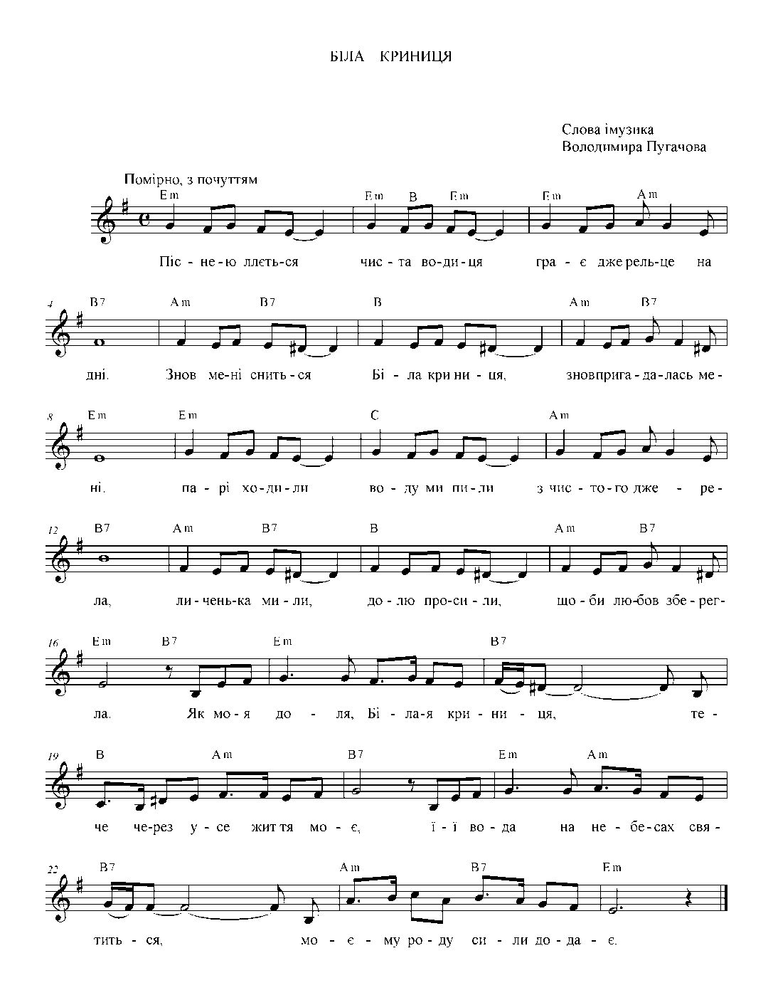 БІЛА КРИНИЦЯ
Слова імузика
Володимира Пугачова
Помірно, з почуттям
Em Em B Em Em Am
Піс - не - ю ллєть-ся чис - та во-ди - ця гра - є дже рель-це на
4 B7 Am B7 B Am B7
дні. Знов ме-ні снить - ся Бі - ла кри ни - ця, зновприга - да-лась ме -
8 Em Em C Am
ні. па - рі хо-ди - ли во - ду ми пи - ли з чис - то-го дже - ре -
12 B7 Am B7 B Am B7
ла, ли - чень-ка ми - ли, до - лю про-си - ли, що - би лю-бов збе - рег-
16 Em B7 Em B7
ла. Як мо - я до - ля, Бі - ла-я кри - ни - ця, те -
19 B Am B7 Em Am
че че-рез у - се жит тя мо - є, ї - ї во - да на не - бе-сах свя -
22 B7 Am B7 Em
тить - ся, мо - є - му ро - ду си - ли до - да - є.